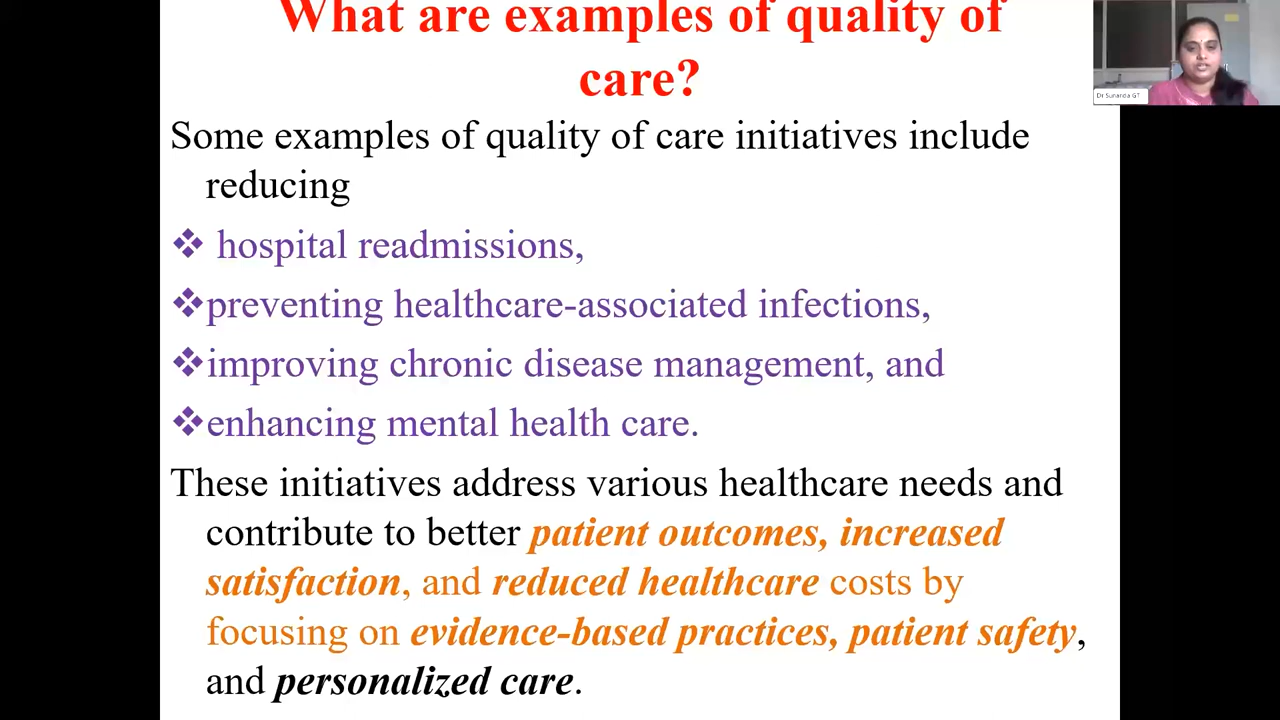 What are examples of quality of
care?
Dr Sunanda GT
Some examples of quality of care initiatives include
reducing
❖ hospital readmissions,
❖preventing healthcare-associated infections,
❖improving chronic disease management, and
❖enhancing mental health care.
These initiatives address various healthcare needs and
contribute to better patient outcomes, increased
satisfaction, and reduced healthcare costs by
focusing on evidence-based practices, patient safety,
and personalized care.